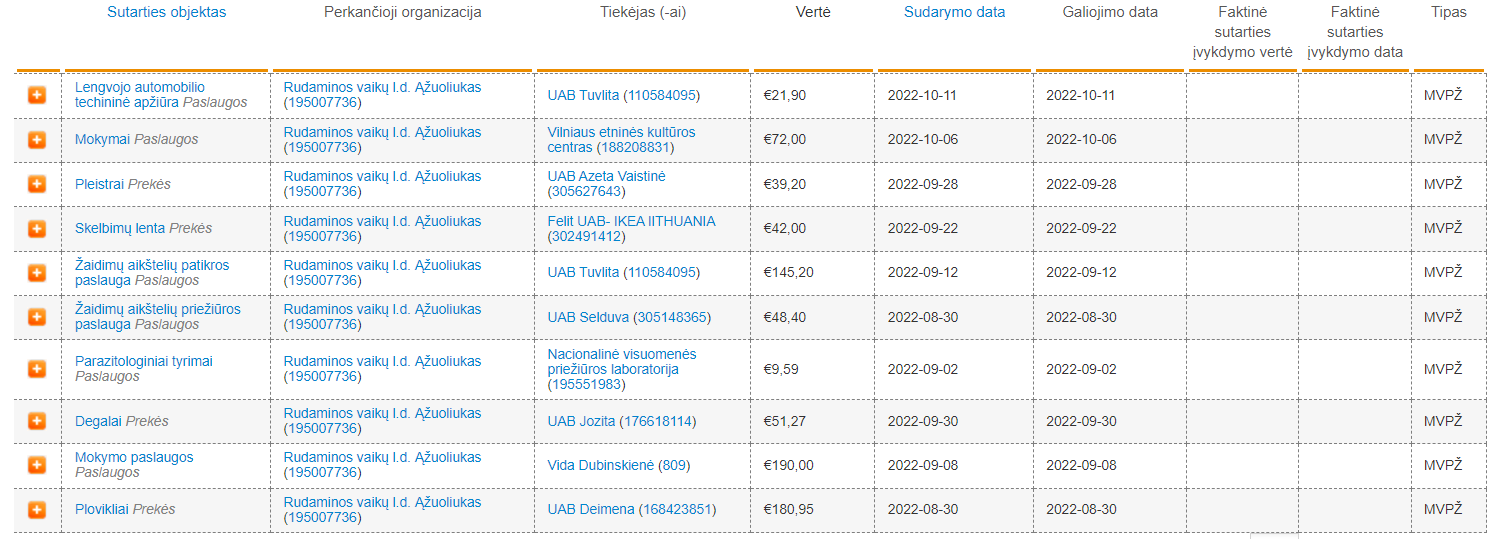 Sutarties objektas Perkančioji organizacija Tiekėjas (-ai) Vertė Sudarymo data Galiojimo data Faktinė sutarties įvykdymo vertė Faktinė sutarties įvykdymo data Tipas
Lengvojo automobilio
techininė apžiūra Paslaugos
Rudaminos vaikų l.d. Ąžuoliukas
(195007736)
UAB Tuvlita (110584095)
€21,90
2022-10-11
2022-10-11
MVPŽ
Mokymai Paslaugos
Rudaminos vaikų l.d. Ąžuoliukas
(195007736)
Vilniaus etninės kultūros
centras (188208831)
€72,00
2022-10-06
2022-10-06
MVPŽ
Pleistrai Prekės
Rudaminos vaikų l.d. Ąžuoliukas
(195007736)
UAB Azeta Vaistinė
(305627643)
€39,20
2022-09-28
2022-09-28
MVPŽ
Skelbimų lenta Prekės
Rudaminos vaikų l.d. Ąžuoliukas
(195007736)
Felit UAB- IKEA lITHUANIA
(302491412)
€42,00
2022-09-22
2022-09-22
MVPŽ
Žaidimų aikštelių patikros
paslauga Paslaugos
Rudaminos vaikų l.d. Ąžuoliukas
(195007736)
UAB Tuvlita (110584095)
€145,20
2022-09-12
2022-09-12
MVPŽ
Žaidimų aikštelių priežiūros
paslauga Paslaugos
Rudaminos vaikų l.d. Ąžuoliukas
(195007736)
UAB Selduva (305148365)
€48,40
2022-08-30
2022-08-30
MVPŽ
Parazitologiniai tyrimai
Paslaugos
Rudaminos vaikų l.d. Ąžuoliukas
(195007736)
Nacionalinė visuomenės
priežiūros laboratorija
(195551983)
€9,59
2022-09-02
2022-09-02
MVPŽ
Degalai Prekės
Rudaminos vaikų l.d. Ąžuoliukas
(195007736)
UAB Jozita (176618114)
€51,27
2022-09-30
2022-09-30
MVPŽ
Mokymo paslaugos
Paslaugos
Rudaminos vaikų l.d. Ąžuoliukas
(195007736)
Vida Dubinskienė (809)
€190,00
2022-09-08
2022-09-08
MVPŽ
Plovikliai Prekės
Rudaminos vaikų l.d. Ąžuoliukas
(195007736)
UAB Deimena (168423851)
€180,95
2022-08-30
2022-08-30
MVPŽ